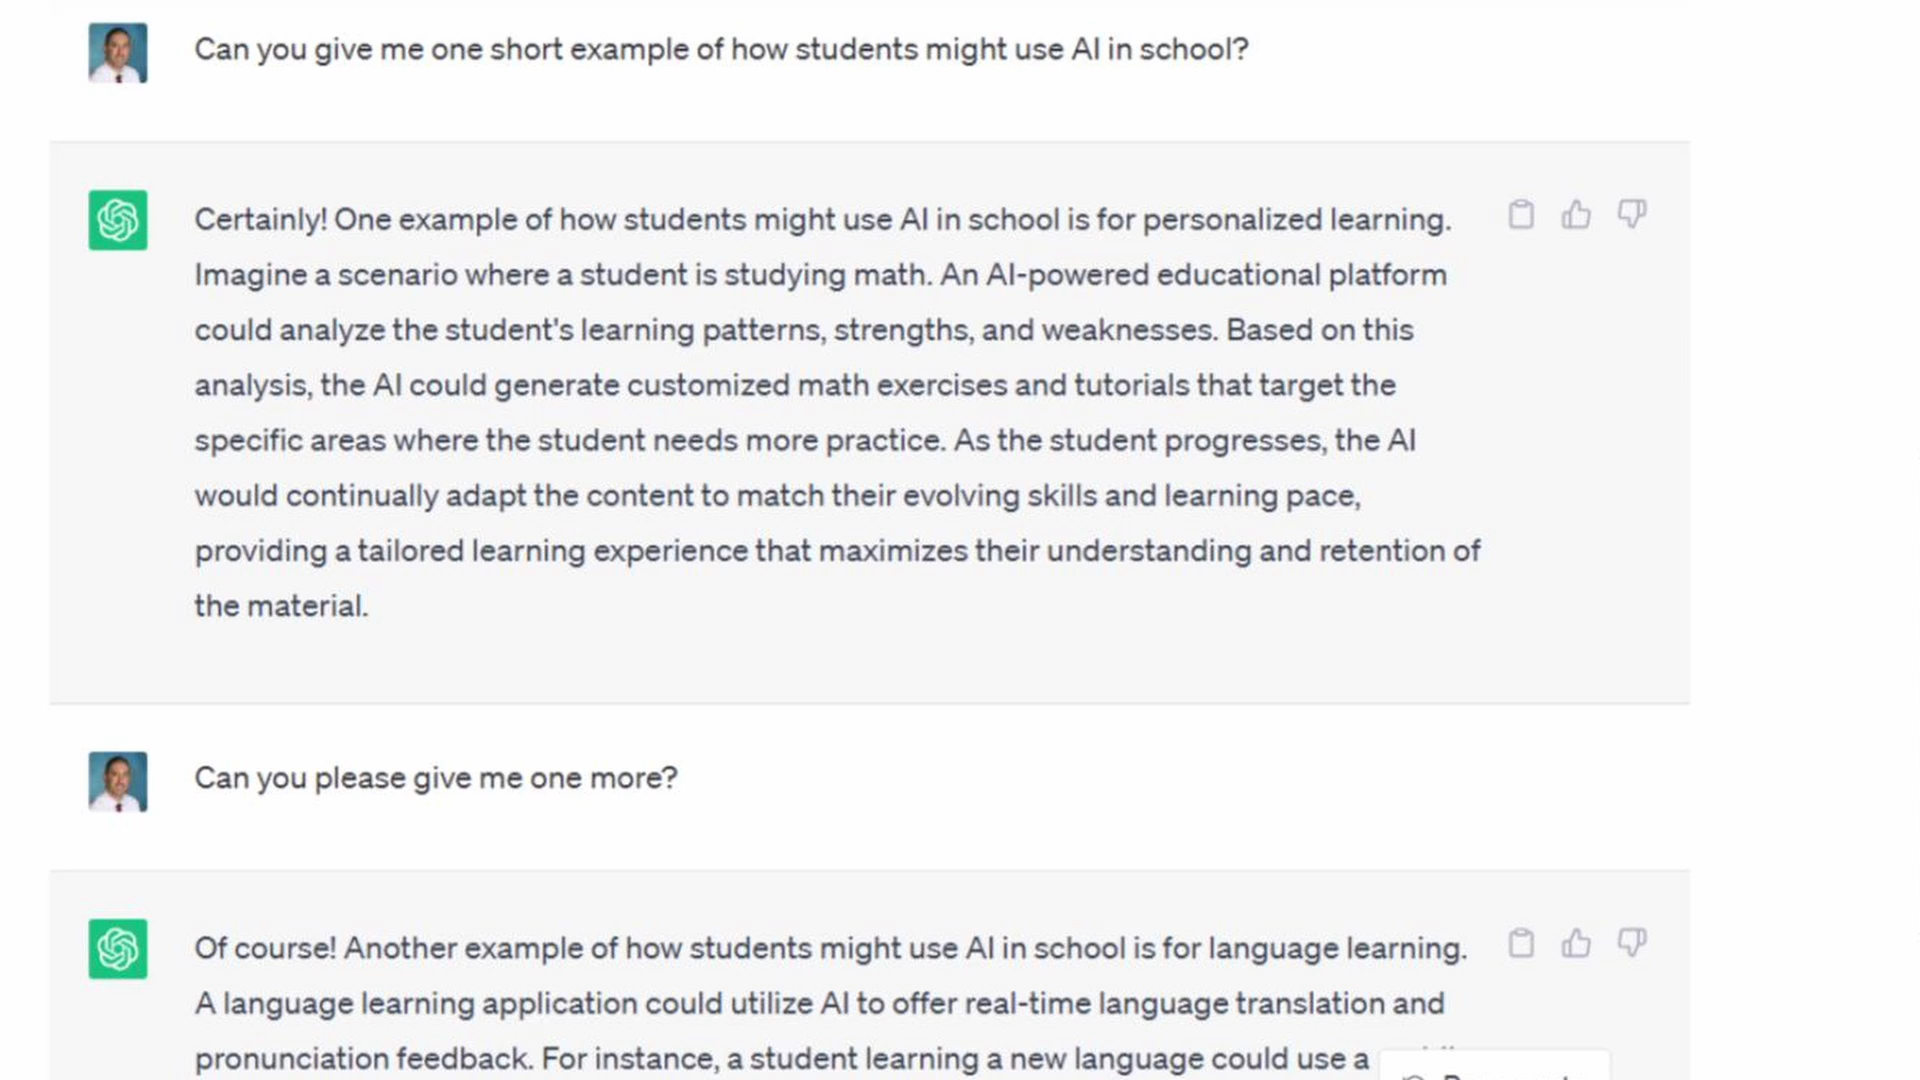 Can you give me one short example of how students might use AI in school?
Certainly! One example of how students might use AI in school is for personalized learning.
Imagine a scenario where a student is studying math. An AI-powered educational platform
could analyze the student's learning patterns, strengths, and weaknesses. Based on this
analysis, the AI could generate customized math exercises and tutorials that target the
specific areas where the student needs more practice. As the student progresses, the AI
would continually adapt the content to match their evolving skills and learning pace,
providing a tailored learning experience that maximizes their understanding and retention of
the material.
Can you please give me one more?
Of course! Another example of how students might use AI in school is for language learning.
A language learning application could utilize AI to offer real-time language translation and
pronunciation feedback. For instance, a student learning a new language could use a